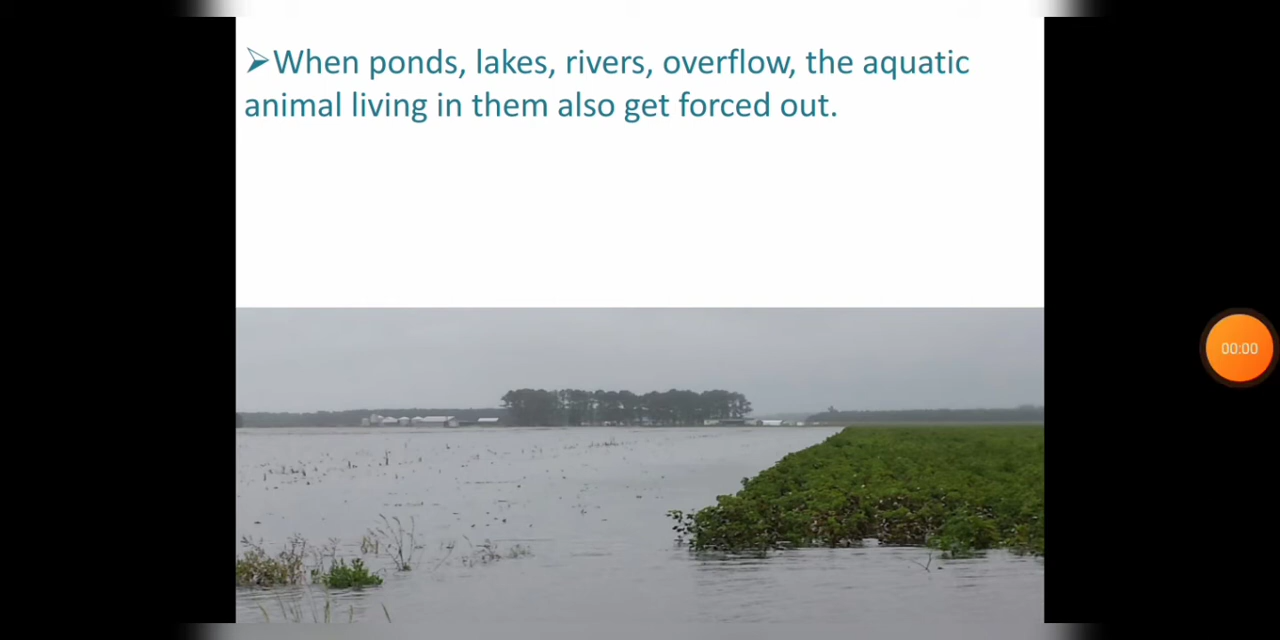 ➢When ponds, lakes, rivers, overflow, the aquatic
animal living in them also get forced out.
00:00